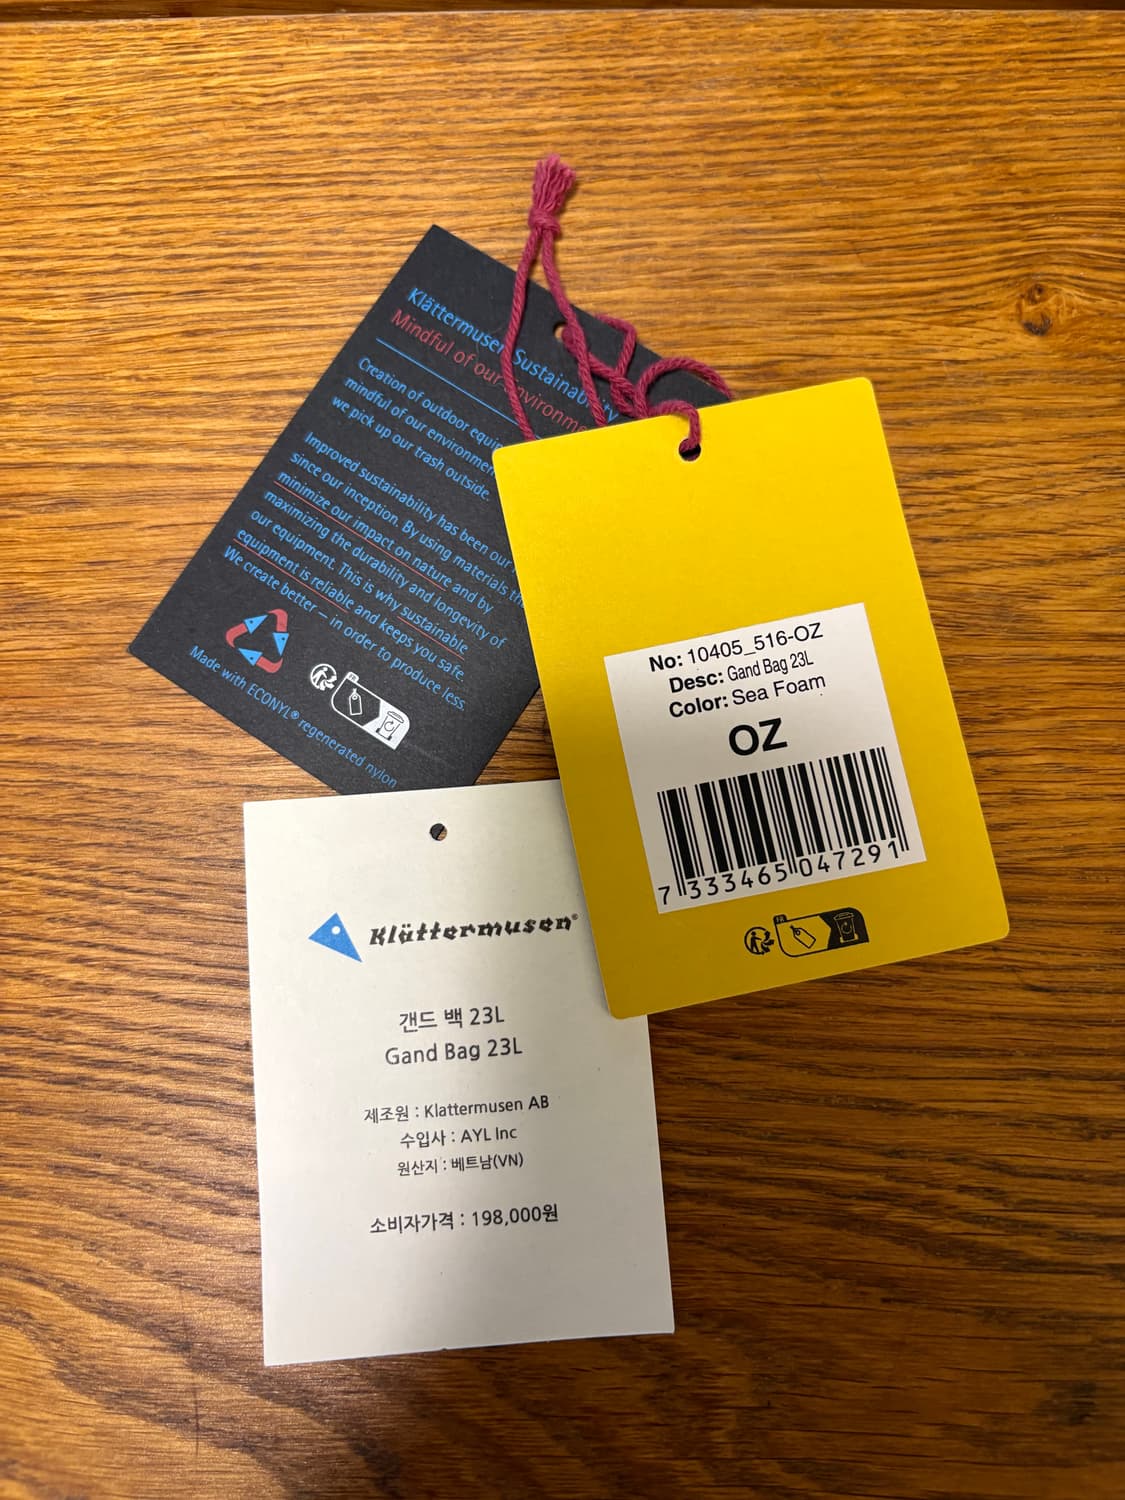 Klättermusen Sustainability
Mindful of our
Creation of outdoor
mindful of our
we pick up our trash outside.
Improved sustainability has been our
since our inception. By using materials
minimize our impact on nature and by
maximizing the durability and longevity of
our equipment. This is why sustainable
equipment is reliable and keeps you safe.
We create better – in order to produce less.
FR
Made with ECONYL® regenerated nylon
No: 10405_516-OZ
Desc: Gand Bag 23L
Color: Sea Foam
OZ
7 333465 047291
FR
Klättermusen®
갠드 백 23L
Gand Bag 23L
제조원 : Klattermusen AB
수입사 : AYL Inc
원산지 : 베트남(VN)
소비자가격 : 198,000원